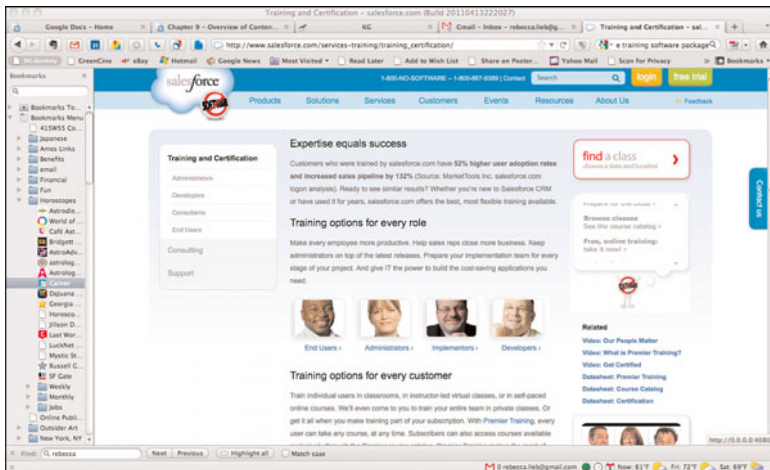 Training and Certification – salesforce.com (Build 20110413222027)
Google Docs – Home
Chapter 9 – Overview of Conten...
KG
Gmail – Inbox – rebecca.lieb@g...
Training and Certification – sal...
http://www.salesforce.com/services-training/training_certification/
e training software package
GreenCine
eBay
Hotmail
Google News
Most Visited
Read Later
Add to Wish List
Share on Poster...
Yahoo Mail
Scan for Privacy
Bookmarks
Bookmarks
Bookmarks To...
Bookmarks Menu
415W55 Co...
Japanese
Ames Links
Benefits
email
Financial
Fun
Horoscopes
Astrodie...
World of ...
Café Ast...
Bridgett ...
AstroAdv...
astrolog...
Astrolog...
Cainer
DaJuana ...
Georgia ...
Horosco...
Jillson D...
Last Wor...
LuckNet ...
Mystic St...
Russell G...
SF Gate
Weekly
Monthly
Jobs
Online Publi...
Outsider Art
New York, NY
salesforce
SOFTWARE
1-800-NO-SOFTWARE – 1-800-667-6389 | Contact
Search
login
free trial
Products
Solutions
Services
Customers
Events
Resources
About Us
Feedback
Training and Certification
Administrators
Developers
Consultants
End Users
Consulting
Support
Expertise equals success
Customers who were trained by salesforce.com have 52% higher user adoption rates
and increased sales pipeline by 132% (Source: MarketTools Inc. salesforce.com
logon analysis). Ready to see similar results? Whether you're new to Salesforce CRM
or have used it for years, salesforce.com offers the best, most flexible training available.
Training options for every role
Make every employee more productive. Help sales reps close more business. Keep
administrators on top of the latest releases. Prepare your implementation team for every
stage of your project. And give IT the power to build the cost-saving applications you
need.
End Users ›
Administrators ›
Implementors ›
Developers ›
Training options for every customer
Train individual users in classrooms, in instructor-led virtual classes, or in self-paced
online courses. We'll even come to you to train your entire team in private classes. Or
get it all when you make training part of your subscription. With Premier Training, every
user can take any course, at any time. Subscribers can also access courses available
find a class
choose a date and location
Prepare for the cloud ›
Browse classes
See the course catalog ›
Free, online training:
take it now! ›
Contact us
Related
Video: Our People Matter
Video: What is Premier Training?
Video: Get Certified
Datasheet: Premier Training
Datasheet: Course Catalog
Datasheet: Certification
http://0.0.0.0:4080
Find: rebecca
Next
Previous
Highlight all
Match case
0 rebecca.lieb@gmail.com
Now: 61°F
Fri: 72°F
Sat: 69°F